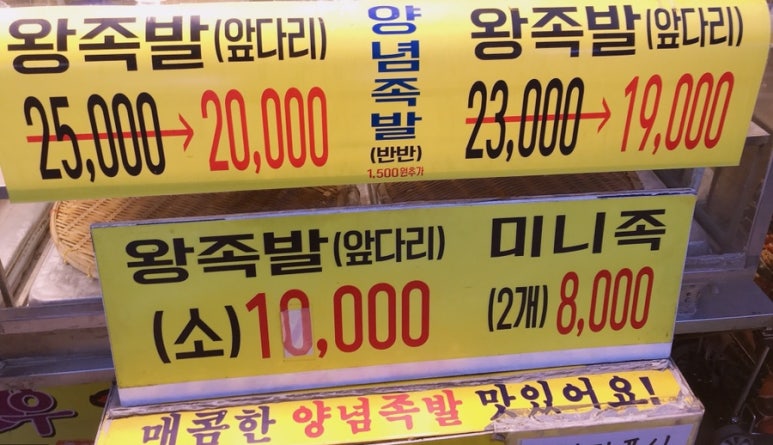 왕족발(앞다리)
25,000→20,000
양념족발
(반반)
1,500원추가
왕족발(앞다리)
23,000→19,000
왕족발(앞다리)
(소)10,000
미니족
(2개) 8,000
매콤한 양념족발 맛있어요!